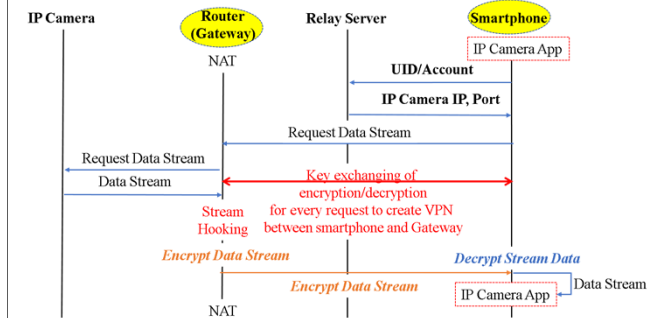 IP Camera
Router
(Gateway)
Relay Server
Smartphone
NAT
IP Camera App
UID/Account
IP Camera IP, Port
Request Data Stream
Request Data Stream
Data Stream
Key exchanging of
encryption/decryption
for every request to create VPN
between smartphone and Gateway
Stream
Hooking
Encrypt Data Stream
Decrypt Stream Data
Encrypt Data Stream
Data Stream
IP Camera App
NAT